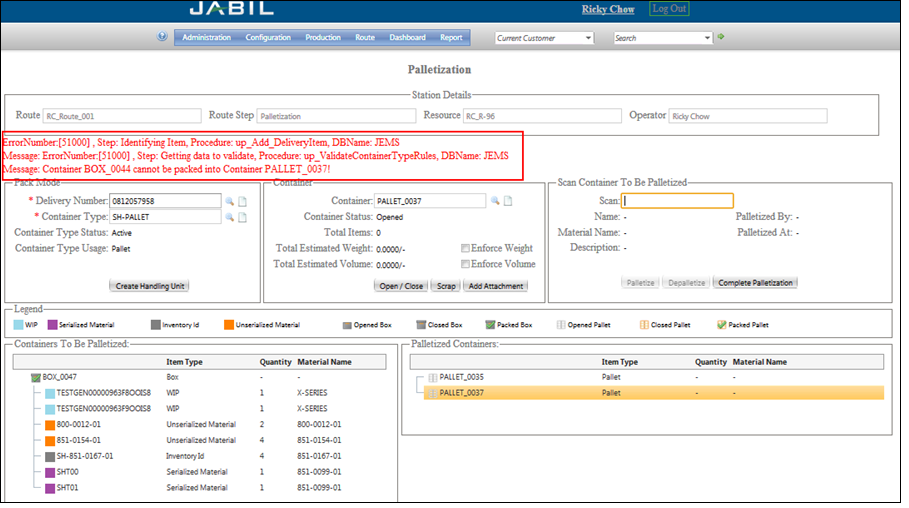 JABIL
Ricky Chow Log Out
Administration Configuration Production Route Dashboard Report Current Customer Search
Palletization
Station Details
Route RC_Route_001 Route Step Palletization Resource RC_R-96 Operator Ricky Chow
ErrorNumber:[51000] , Step: Identifying Item, Procedure: up_Add_DeliveryItem, DBName: JEMS
Message: ErrorNumber:[51000] , Step: Getting data to validate, Procedure: up_ValidateContainerTypeRules, DBName: JEMS
Message: Container BOX_0044 cannot be packed into Container PALLET_0037!
Pack Mode
* Delivery Number: 0812057958
* Container Type: SH-PALLET
Container Type Status: Active
Container Type Usage: Pallet
Create Handling Unit
Container
Container: PALLET_0037
Container Status: Opened
Total Items: 0
Total Estimated Weight: 0.0000/- Enforce Weight
Total Estimated Volume: 0.0000/- Enforce Volume
Open / Close Scrap Add Attachment
Scan Container To Be Palletized
Scan:
Name: - Palletized By: -
Material Name: - Palletized At: -
Description: -
Palletize Depalletize Complete Palletization
Legend
WIP Serialized Material Inventory Id Unserialized Material Opened Box Closed Box Packed Box Opened Pallet Closed Pallet Packed Pallet
Containers To Be Palletized:
Item Type Quantity Material Name
BOX_0047 Box - -
TESTGEN00000963F8OOIS8 WIP 1 X-SERIES
TESTGEN00000963F9OOIS8 WIP 1 X-SERIES
800-0012-01 Unserialized Material 2 800-0012-01
851-0154-01 Unserialized Material 4 851-0154-01
SH-851-0167-01 Inventory Id 4 851-0167-01
SHT00 Serialized Material 1 851-0099-01
SHT01 Serialized Material 1 851-0099-01
Palletized Containers:
Item Type Quantity Material Name
PALLET_0035 Pallet - -
PALLET_0037 Pallet - -